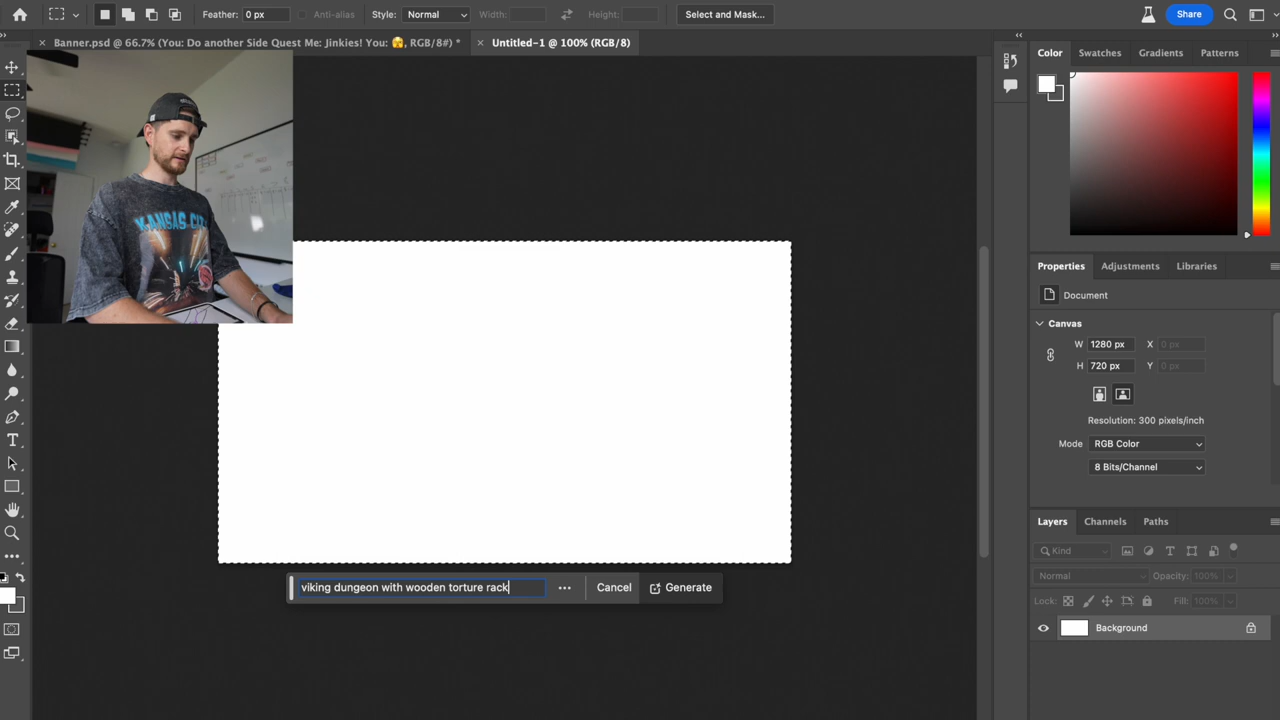 Feather: 0 px Anti-alias Style: Normal Width: Height: Select and Mask... Share
Banner.psd @ 66.7% (You: Do another Side Quest Me: Jinkies! You: 🫣, RGB/8#) * Untitled-1 @ 100% (RGB/8)
Color Swatches Gradients Patterns
KANSAS CITY
Properties Adjustments Libraries
Document
Canvas
W 1280 px X 0 px
H 720 px Y 0 px
Resolution: 300 pixels/inch
Mode RGB Color
8 Bits/Channel
Layers Channels Paths
Kind
Normal Opacity: 100%
Lock: Fill: 100%
Background
viking dungeon with wooden torture rack Cancel Generate